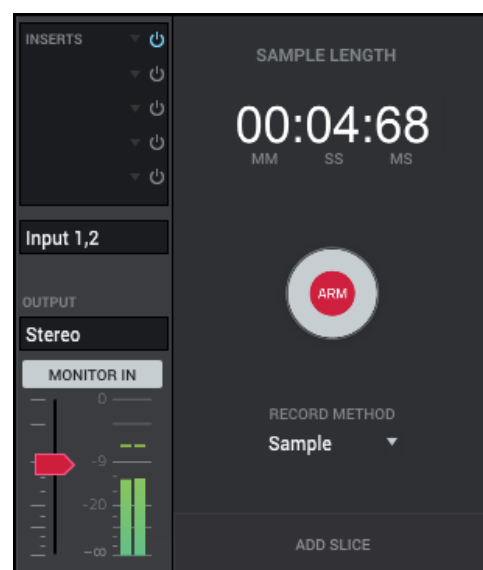 INSERTS
Input 1,2
OUTPUT
Stereo
MONITOR IN
0
-9
-20
-∞
SAMPLE LENGTH
00:04:68
MM SS MS
ARM
RECORD METHOD
Sample
ADD SLICE